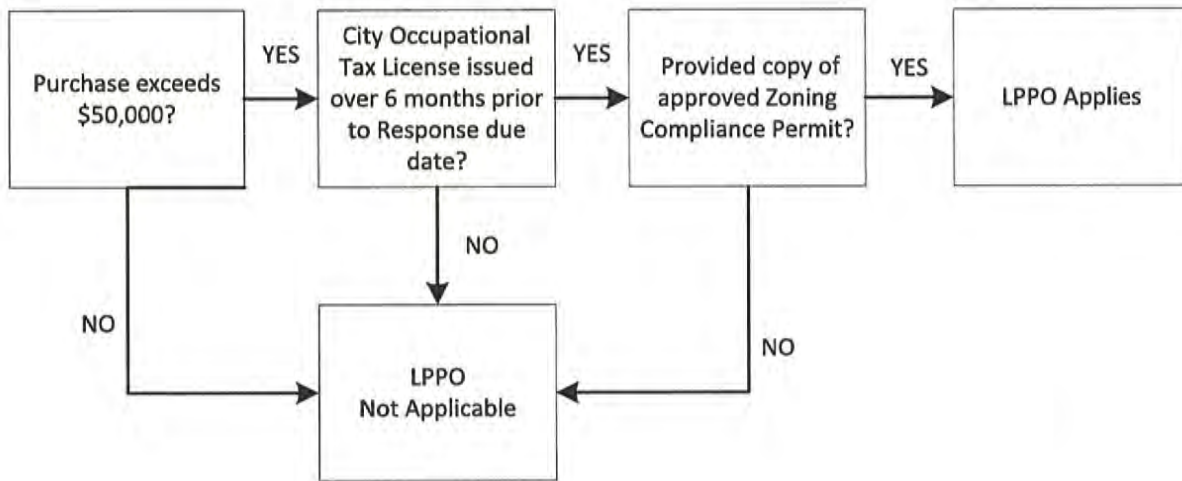 Purchase exceeds
$50,000?
YES
City Occupational
Tax License issued
over 6 months prior
to Response due
date?
YES
Provided copy of
approved Zoning
Compliance Permit?
YES
LPPO Applies
NO
NO
NO
LPPO
Not Applicable